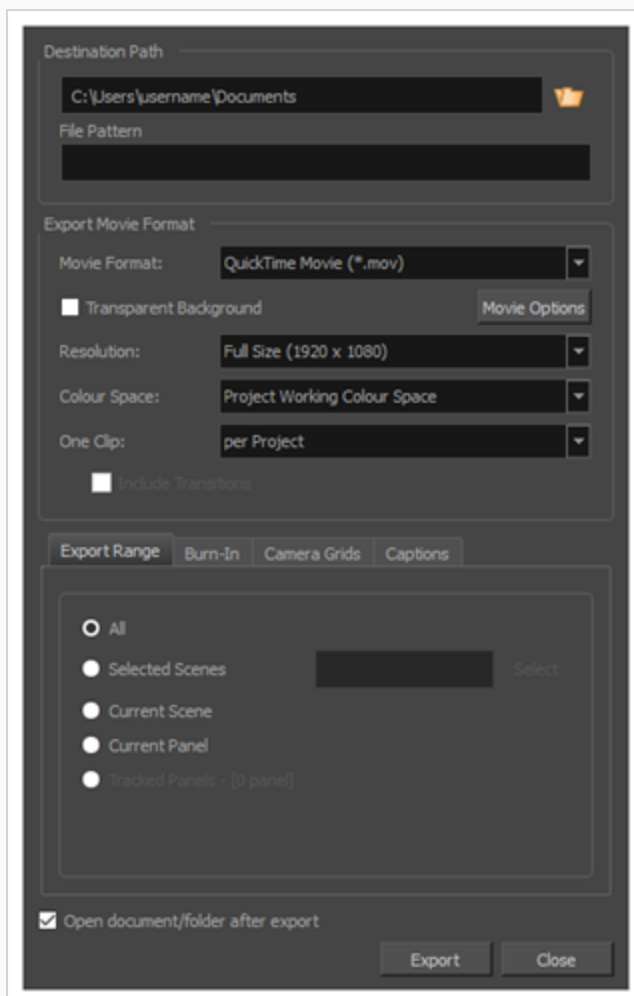 Destination Path
C:\Users\username\Documents
File Pattern
Export Movie Format
Movie Format: QuickTime Movie (*.mov)
Transparent Background Movie Options
Resolution: Full Size (1920 x 1080)
Colour Space: Project Working Colour Space
One Clip: per Project
Include Transitions
Export Range Burn-In Camera Grids Captions
All
Selected Scenes Select
Current Scene
Current Panel
Tracked Panels - [0 panel]
Open document/folder after export
Export Close